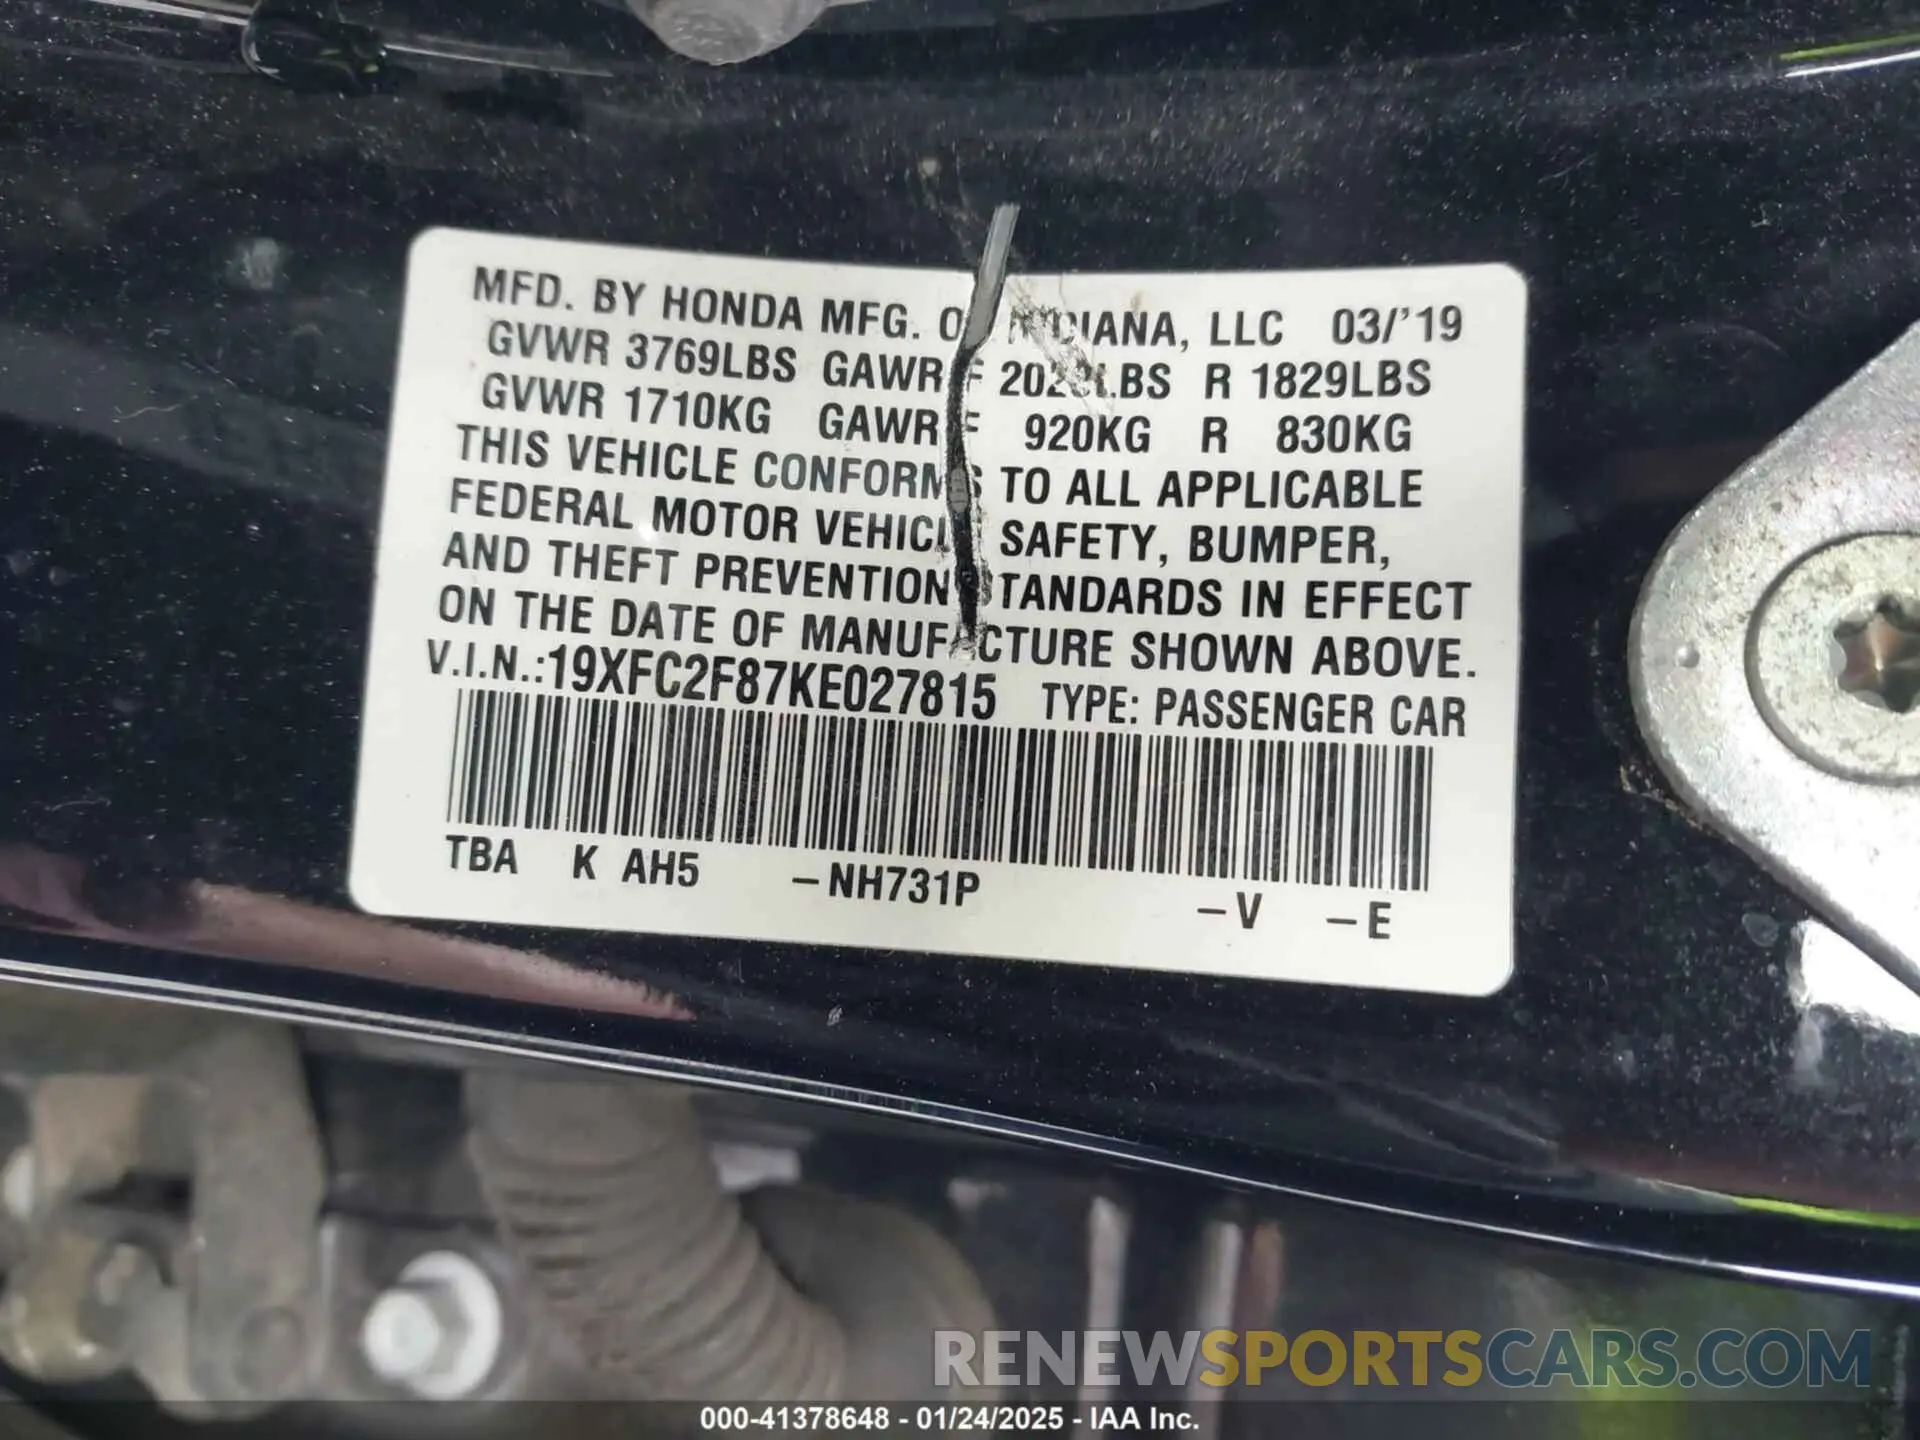 MFD. BY HONDA MFG. INDIANA, LLC 03/'19
GVWR 3769LBS GAWR F LBS R 1829LBS
GVWR 1710KG GAWR F 920KG R 830KG
THIS VEHICLE CONFORMS TO ALL APPLICABLE
FEDERAL MOTOR VEHICLE SAFETY, BUMPER,
AND THEFT PREVENTION STANDARDS IN EFFECT
ON THE DATE OF MANUFACTURE SHOWN ABOVE.
V.I.N.:19XFC2F87KE027815 TYPE: PASSENGER CAR
TBA K AH5 –NH731P –V –E
RENEWSPORTSCARS.COM
000-41378648 - 01/24/2025 - IAA Inc.